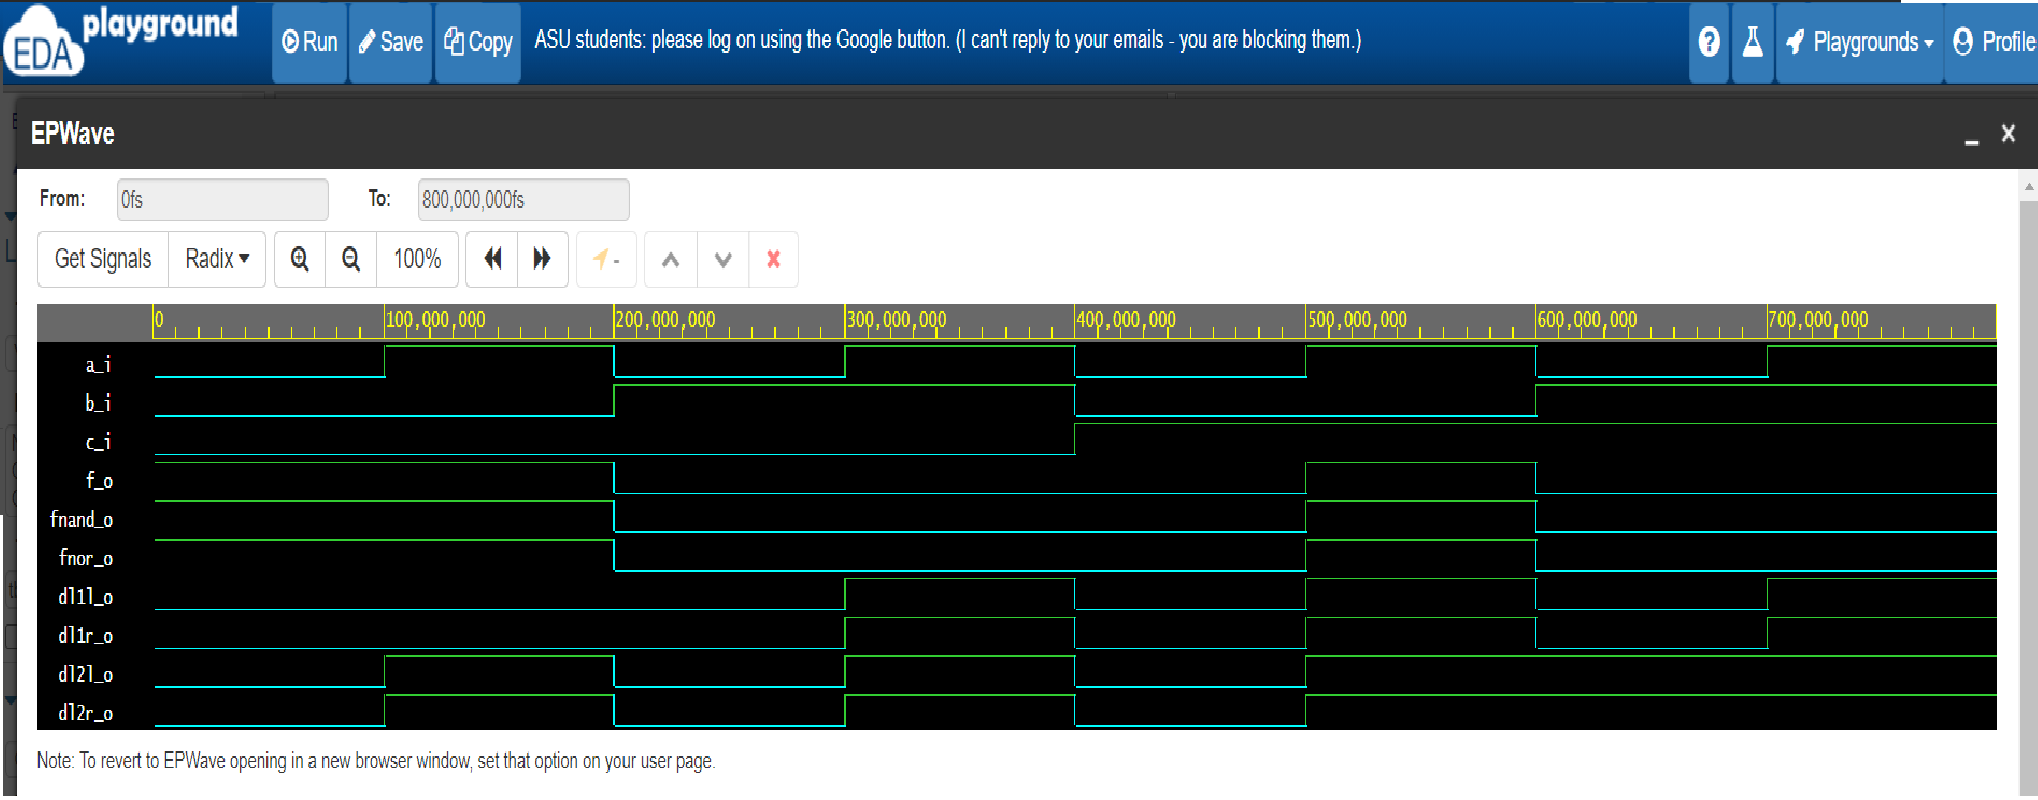 EDA playground
Run Save Copy ASU students: please log on using the Google button. (I can't reply to your emails - you are blocking them.) Playgrounds Profile
EPWave
From: 0fs To: 800,000,000fs
Get Signals Radix 100%
0 100,000,000 200,000,000 300,000,000 400,000,000 500,000,000 600,000,000 700,000,000
a_i
b_i
c_i
f_o
fnand_o
fnor_o
dl1l_o
dl1r_o
dl2l_o
dl2r_o
Note: To revert to EPWave opening in a new browser window, set that option on your user page.